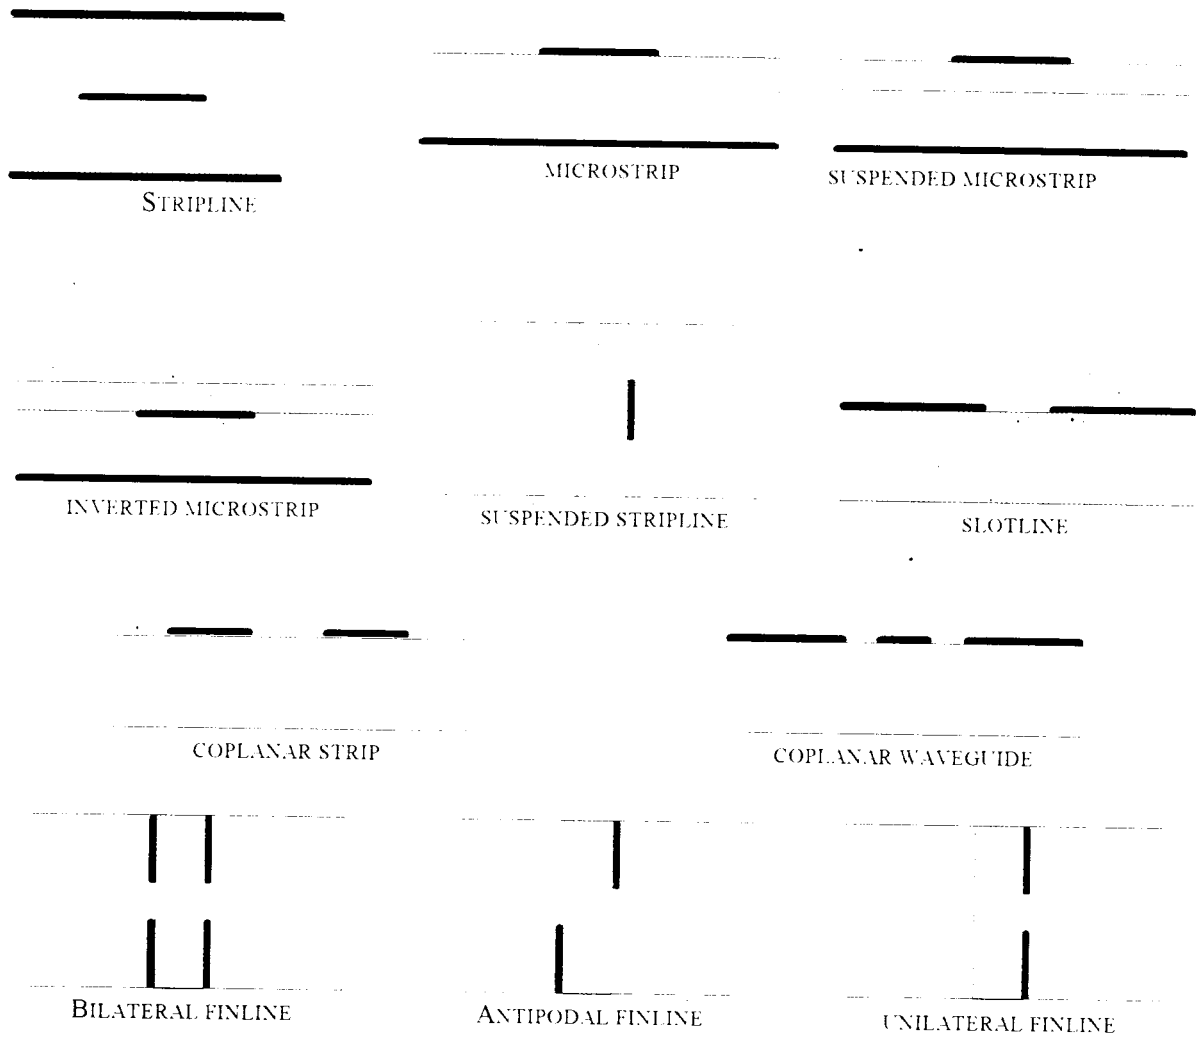 STRIPLINE
MICROSTRIP
SUSPENDED MICROSTRIP
INVERTED MICROSTRIP
SUSPENDED STRIPLINE
SLOTLINE
COPLANAR STRIP
COPLANAR WAVEGUIDE
BILATERAL FINLINE
ANTIPODAL FINLINE
UNILATERAL FINLINE